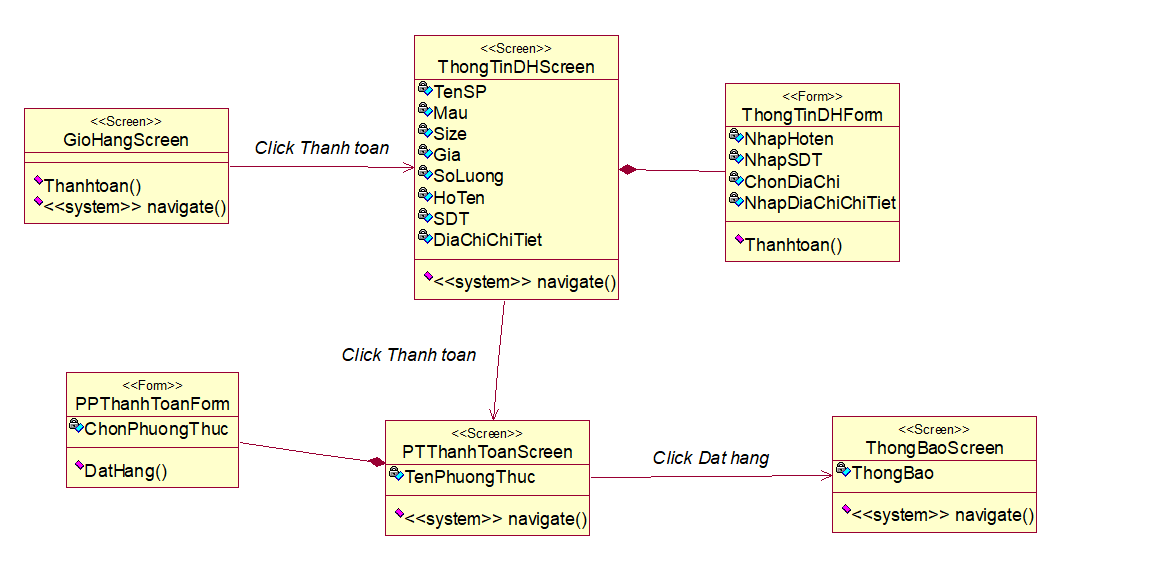 <<Screen>>
GioHangScreen
Thanhtoan()
<<system>> navigate()
Click Thanh toan
<<Screen>>
ThongTinDHScreen
TenSP
Mau
Size
Gia
SoLuong
HoTen
SDT
DiaChiChiTiet
<<system>> navigate()
<<Form>>
ThongTinDHForm
NhapHoten
NhapSDT
ChonDiaChi
NhapDiaChiChiTiet
Thanhtoan()
Click Thanh toan
<<Form>>
PPThanhToanForm
ChonPhuongThuc
DatHang()
<<Screen>>
PTThanhToanScreen
TenPhuongThuc
<<system>> navigate()
Click Dat hang
<<Screen>>
ThongBaoScreen
ThongBao
<<system>> navigate()